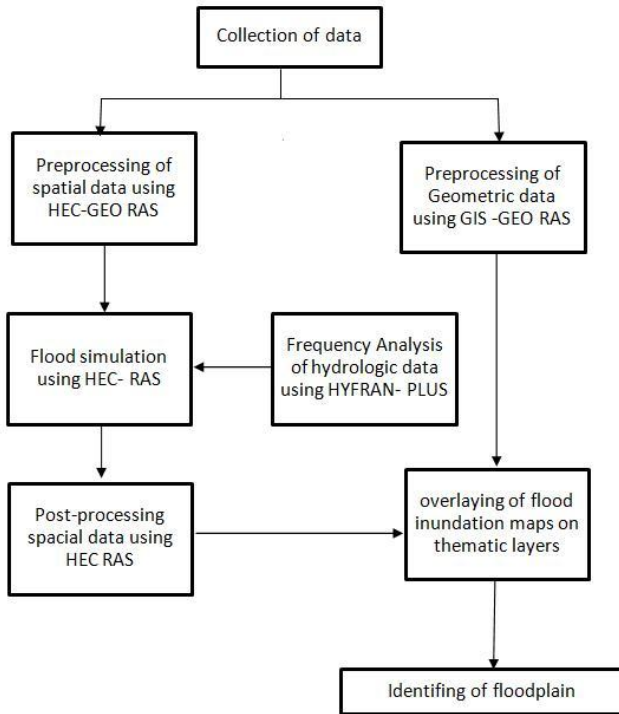 Collection of data
Preprocessing of
spatial data using
HEC-GEO RAS
Preprocessing of
Geometric data
using GIS -GEO RAS
Flood simulation
using HEC- RAS
Frequency Analysis
of hydrologic data
using HYFRAN- PLUS
Post-processing
spacial data using
HEC RAS
overlaying of flood
inundation maps on
thematic layers
Identifing of floodplain